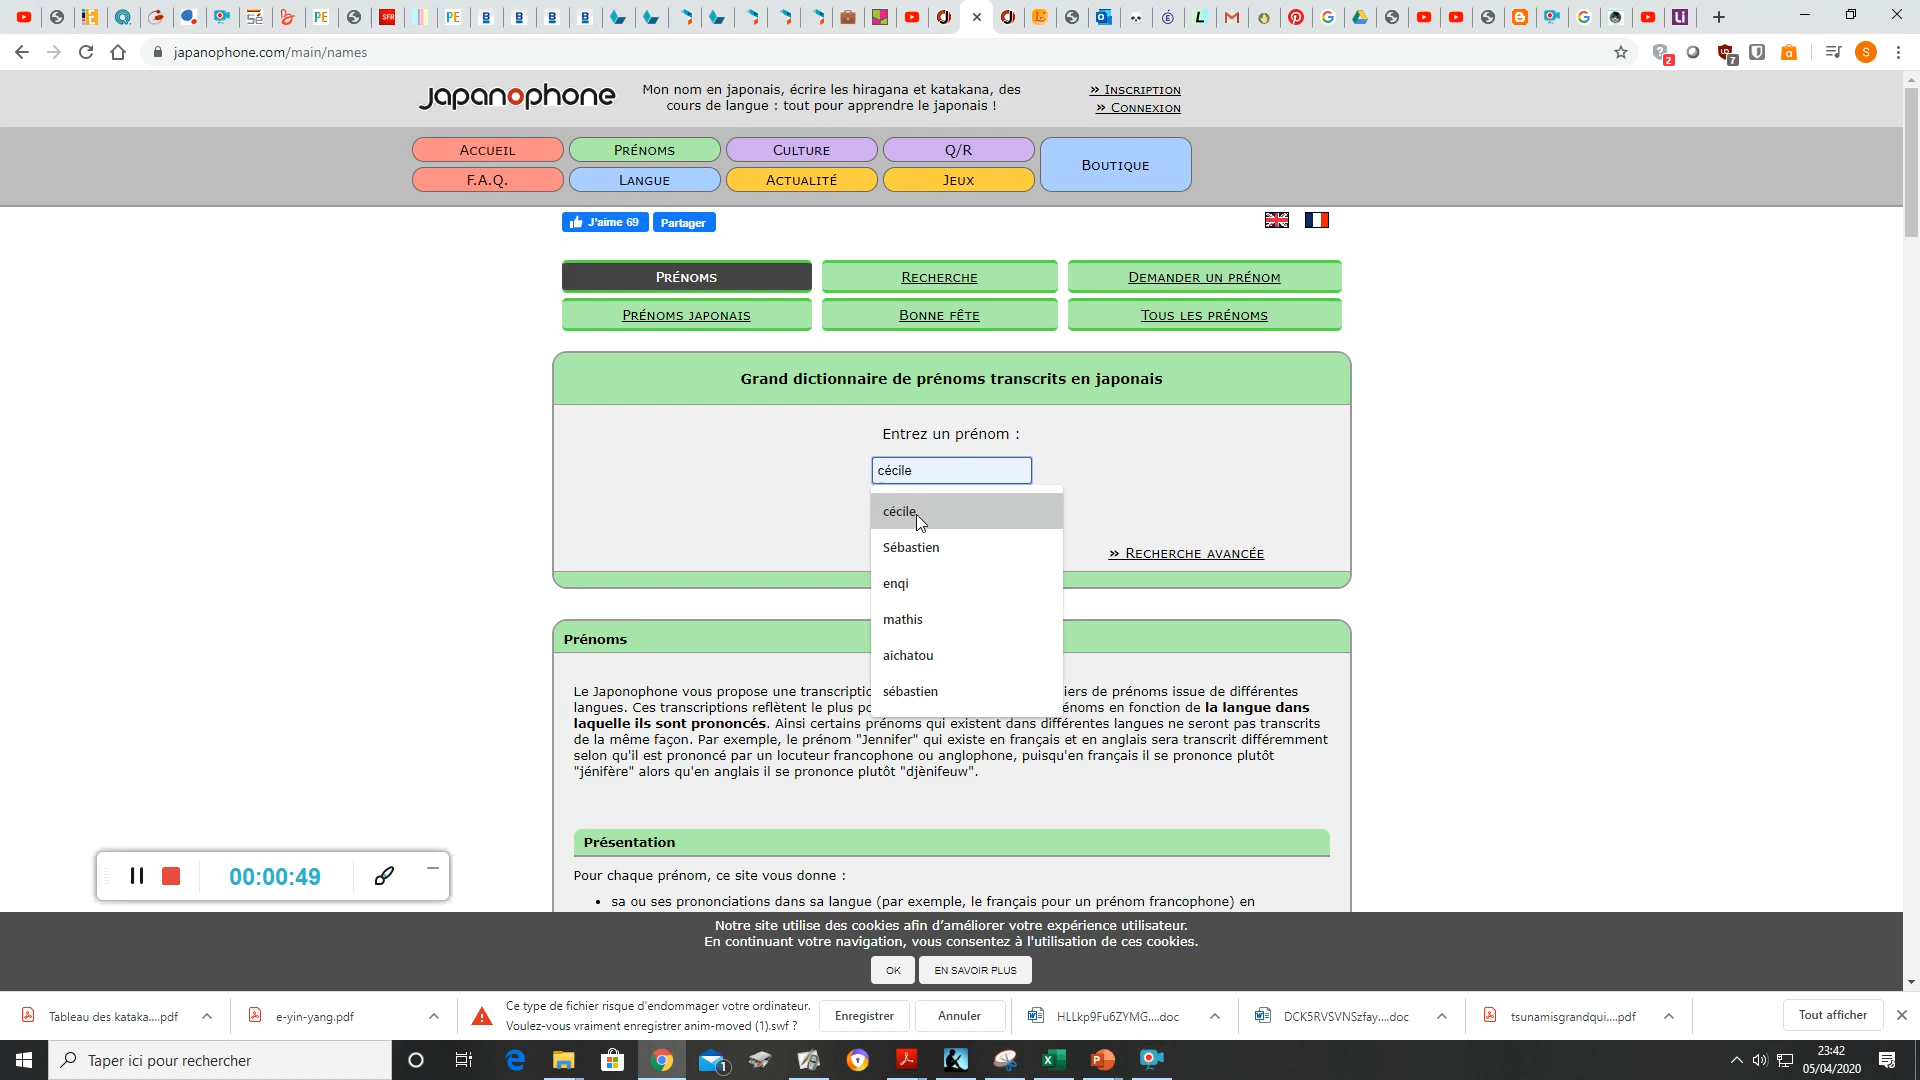 japanophone.com/main/names
2
7
S
japanophone
Mon nom en japonais, écrire les hiragana et katakana, des
cours de langue : tout pour apprendre le japonais !
» Inscription
» Connexion
Accueil
Prénoms
Culture
Q/R
Boutique
F.A.Q.
Langue
Actualité
Jeux
J'aime 69
Partager
Prénoms
Recherche
Demander un prénom
Prénoms japonais
Bonne fête
Tous les prénoms
Grand dictionnaire de prénoms transcrits en japonais
Entrez un prénom :
cécile
cécile
Sébastien
enqi
mathis
aichatou
sébastien
» Recherche avancée
Prénoms
Le Japonophone vous propose une transcriptio iers de prénoms issue de différentes
langues. Ces transcriptions reflètent le plus po énoms en fonction de la langue dans
laquelle ils sont prononcés. Ainsi certains prénoms qui existent dans différentes langues ne seront pas transcrits
de la même façon. Par exemple, le prénom "Jennifer" qui existe en français et en anglais sera transcrit différemment
selon qu'il est prononcé par un locuteur francophone ou anglophone, puisqu'en français il se prononce plutôt
"jénifère" alors qu'en anglais il se prononce plutôt "djènifeuw".
Présentation
Pour chaque prénom, ce site vous donne :
• sa ou ses prononciations dans sa langue (par exemple, le français pour un prénom francophone) en
00:00:49
Notre site utilise des cookies afin d’améliorer votre expérience utilisateur.
En continuant votre navigation, vous consentez à l'utilisation de ces cookies.
OK
EN SAVOIR PLUS
Tableau des kataka....pdf
e-yin-yang.pdf
Ce type de fichier risque d'endommager votre ordinateur.
Voulez-vous vraiment enregistrer anim-moved (1).swf ?
Enregistrer
Annuler
HLLkp9Fu6ZYMG....doc
DCK5RVSVNSzfay....doc
tsunamisgrandqui....pdf
Tout afficher
Taper ici pour rechercher
1
23:42
05/04/2020